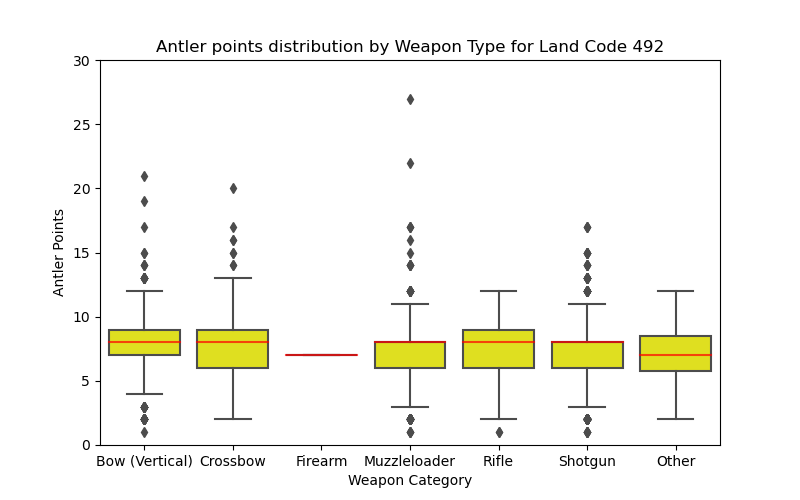 Antler points distribution by Weapon Type for Land Code 492
30
25
20
15
10
5
0
Antler Points
Bow (Vertical) Crossbow Firearm Muzzleloader Rifle Shotgun Other
Weapon Category